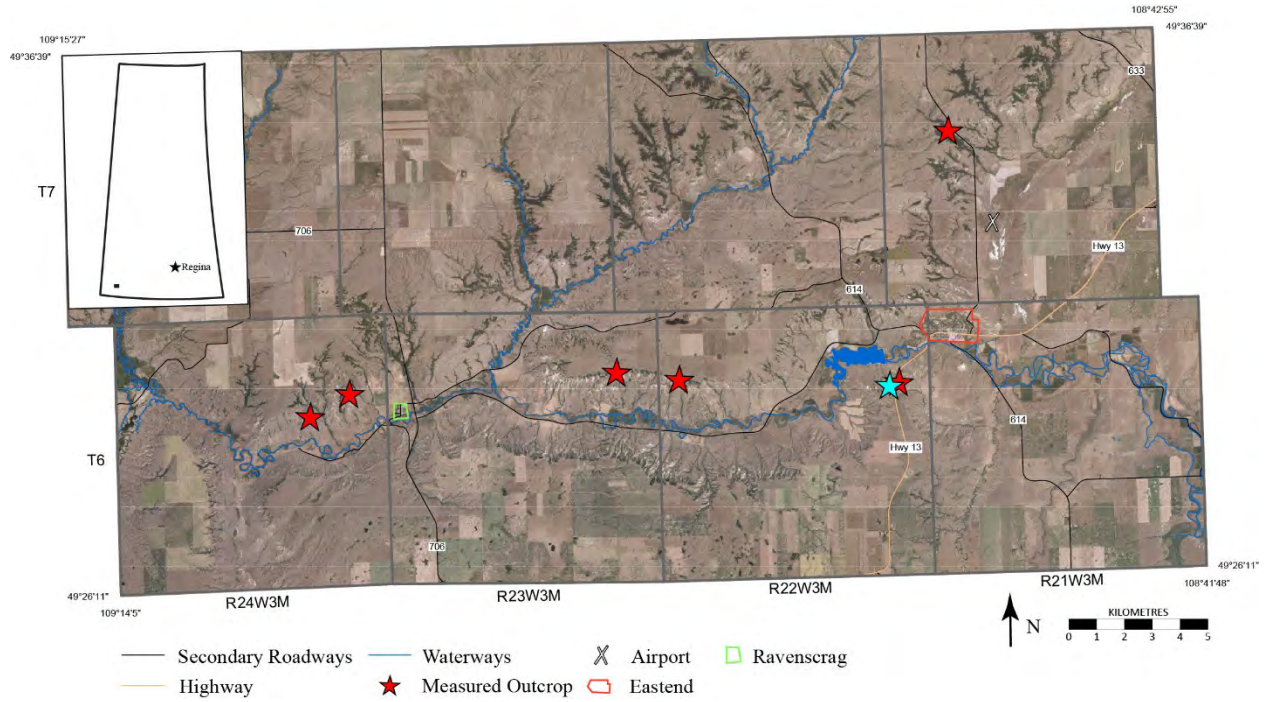 108°42'55"
109°15'27"
49°36'39"
49°36'39"
633
T7
706
Regina
Hwy 13
614
T6
Hwy 13
614
706
49°26'11"
109°14'5"
R24W3M
R23W3M
R22W3M
R21W3M
49°26'11"
108°41'48"
N
KILOMETRES
0 1 2 3 4 5
Secondary Roadways Waterways Airport Ravenscrag
Highway Measured Outcrop Eastend